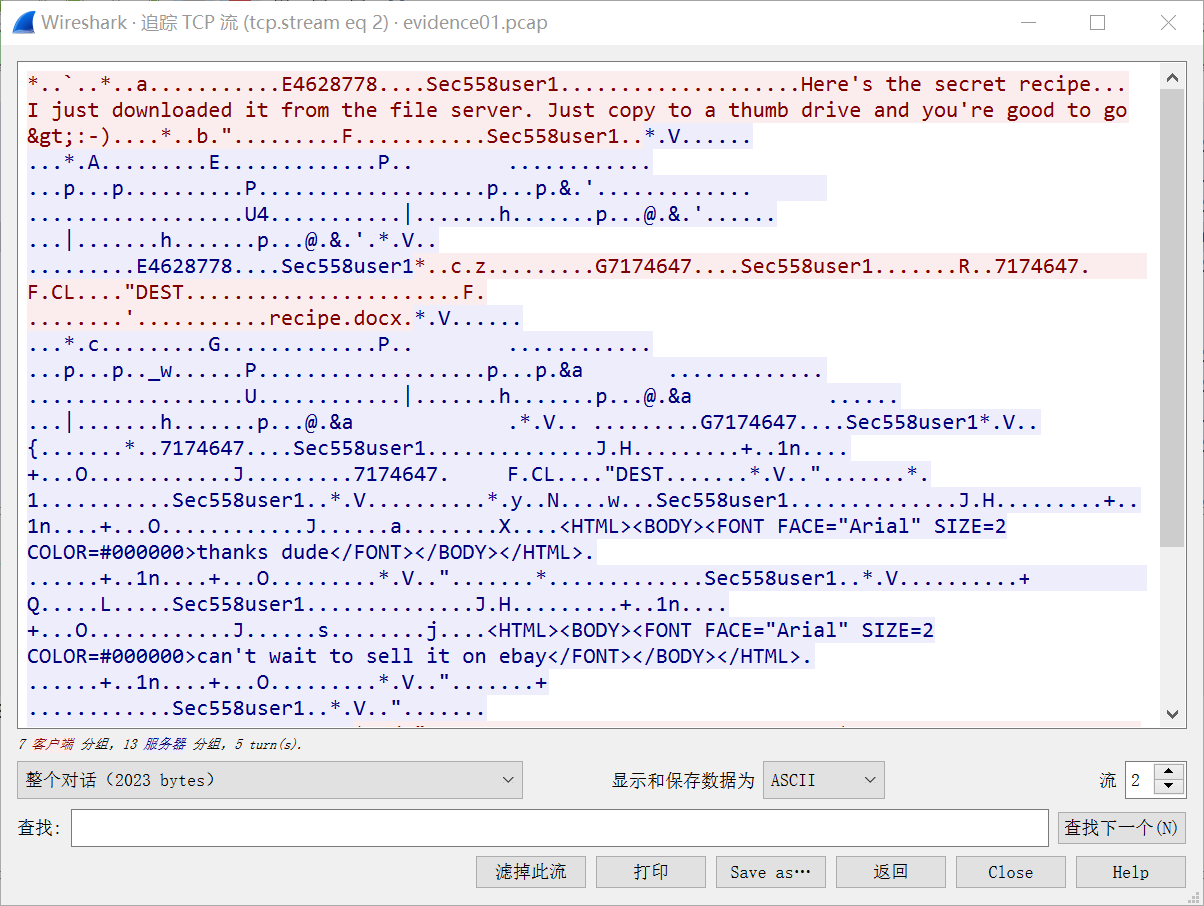 Wireshark · 追踪 TCP 流 (tcp.stream eq 2) · evidence01.pcap
*..`..*..a...........E4628778....Sec558user1....................Here's the secret recipe...
I just downloaded it from the file server. Just copy to a thumb drive and you're good to go
&gt;:-)....*..b.".........F...........Sec558user1..*.V......
...*.A.........E.............P..        ............
...p...p..........P...................p...p.&.'.............
..................U4...........|.......h.......p...@.&.'......
...|.......h.......p...@.&.'.*.V..
.........E4628778....Sec558user1*..c.z.........G7174647....Sec558user1.......R..7174647.
F.CL...."DEST.......................F.
........'...........recipe.docx.*.V......
...*.c.........G.............P..        ............
...p...p.._w......P...................p...p.&a       .............
..................U...........|.......h.......p...@.&a           ......
...|.......h.......p...@.&a             .*.V.. .........G7174647....Sec558user1*.V..
{.......*..7174647....Sec558user1..............J.H.........+..1n....
+...O............J.........7174647.     F.CL...."DEST.......*.V..".......*.
1...........Sec558user1..*.V..........*.y..N....w...Sec558user1..............J.H.........+..
1n....+...O............J.......a........X....<HTML><BODY><FONT FACE="Arial" SIZE=2
COLOR=#000000>thanks dude</FONT></BODY></HTML>.
......+..1n....+...O.........*.V..".......*.............Sec558user1..*.V..........+
Q.....L.....Sec558user1..............J.H.........+..1n....
+...O............J......s........j....<HTML><BODY><FONT FACE="Arial" SIZE=2
COLOR=#000000>can't wait to sell it on ebay</FONT></BODY></HTML>.
......+..1n....+...O.........*.V..".......+
............Sec558user1..*.V..".......
7 客户端 分组, 13 服务器 分组, 5 turn(s).
整个对话（2023 bytes） 显示和保存数据为 ASCII 流 2
查找: 查找下一个(N)
滤掉此流 打印 Save as… 返回 Close Help